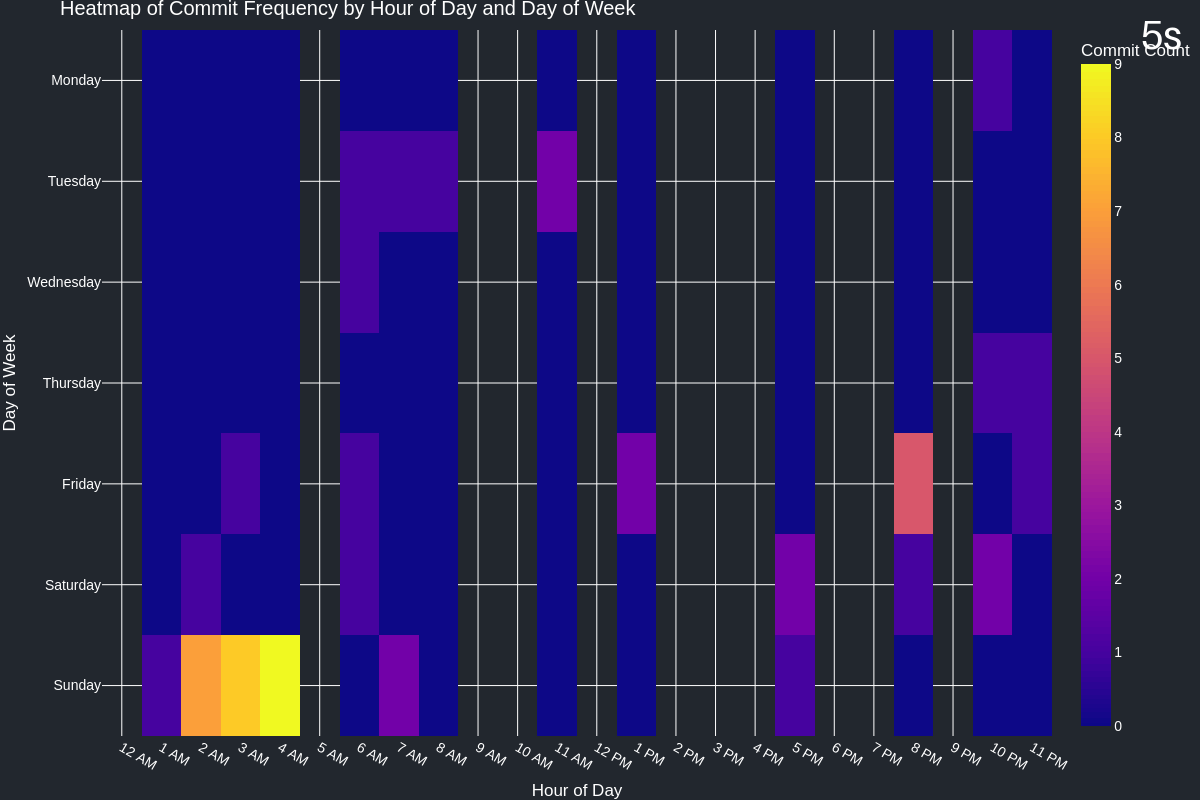 Heatmap of Commit Frequency by Hour of Day and Day of Week
5s
Commit Count
9
8
7
6
5
4
3
2
1
0
Day of Week
Monday
Tuesday
Wednesday
Thursday
Friday
Saturday
Sunday
12 AM
1 AM
2 AM
3 AM
4 AM
5 AM
6 AM
7 AM
8 AM
9 AM
10 AM
11 AM
12 PM
1 PM
2 PM
3 PM
4 PM
5 PM
6 PM
7 PM
8 PM
9 PM
10 PM
11 PM
Hour of Day